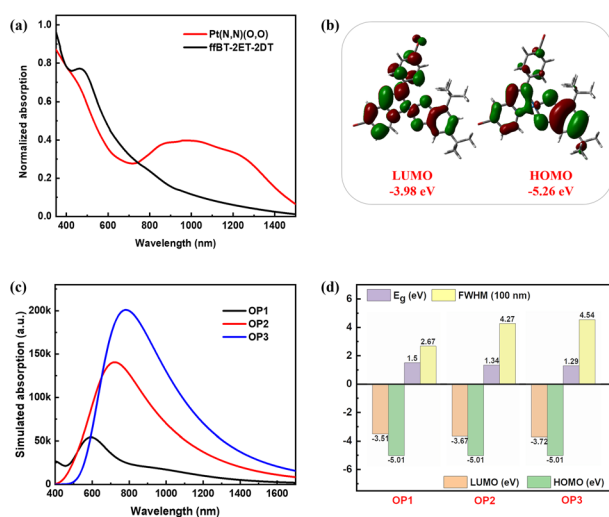 (a)
Pt(N,N)(O,O)
ffBT-2ET-2DT
Normalized absorption
1.0
0.8
0.6
0.4
0.2
0.0
400 600 800 1000 1200 1400
Wavelength (nm)
(b)
LUMO HOMO
-3.98 eV -5.26 eV
(c)
OP1
OP2
OP3
Simulated absorption (a.u.)
200k
150k
100k
50k
0
400 600 800 1000 1200 1400 1600
Wavelength (nm)
(d)
Eg (eV) FWHM (100 nm)
4
2
0
-2
-4
-6
1.5 2.67 1.34 4.27 1.29 4.54
-3.51 -5.01 -3.67 -5.01 -3.72 -5.01
LUMO (eV) HOMO (eV)
OP1 OP2 OP3